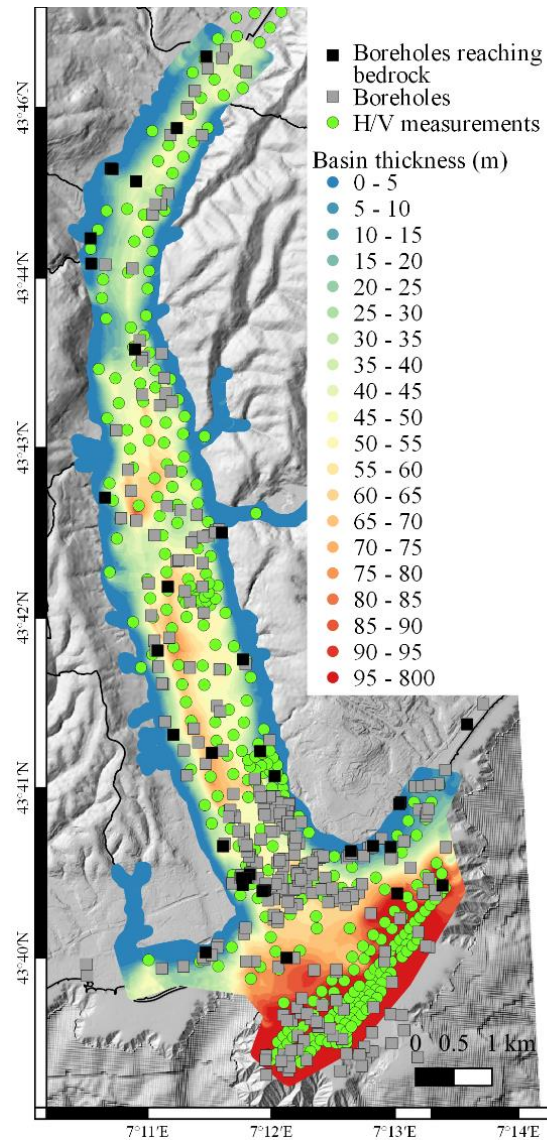 Boreholes reaching
bedrock
Boreholes
H/V measurements
Basin thickness (m)
0 - 5
5 - 10
10 - 15
15 - 20
20 - 25
25 - 30
30 - 35
35 - 40
40 - 45
45 - 50
50 - 55
55 - 60
60 - 65
65 - 70
70 - 75
75 - 80
80 - 85
85 - 90
90 - 95
95 - 800
43°46'N
43°44'N
43°43'N
43°42'N
43°41'N
43°40'N
0 0.5 1 km
7°11'E 7°12'E 7°13'E 7°14'E